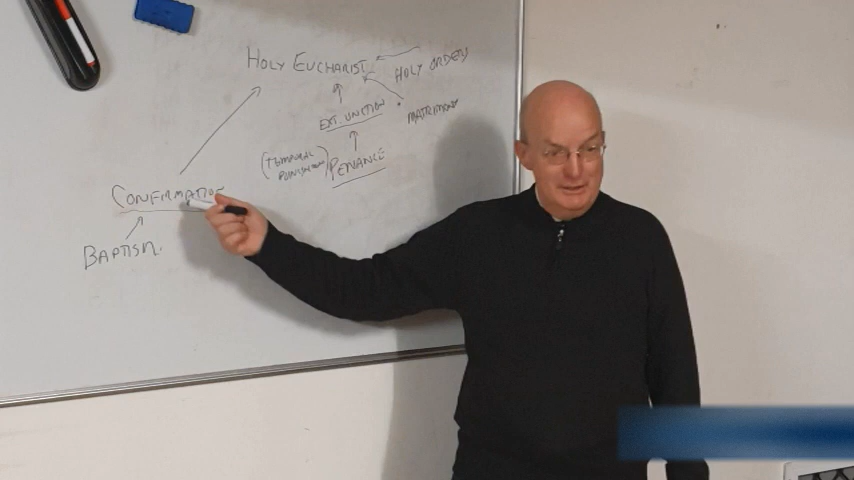 HOLY EUCHARIST
HOLY ORDERS
EXT. UNCTION
MATRIMONY
(TEMPORAL
PUNISHMENT)
PENANCE
CONFIRMATION
BAPTISM.